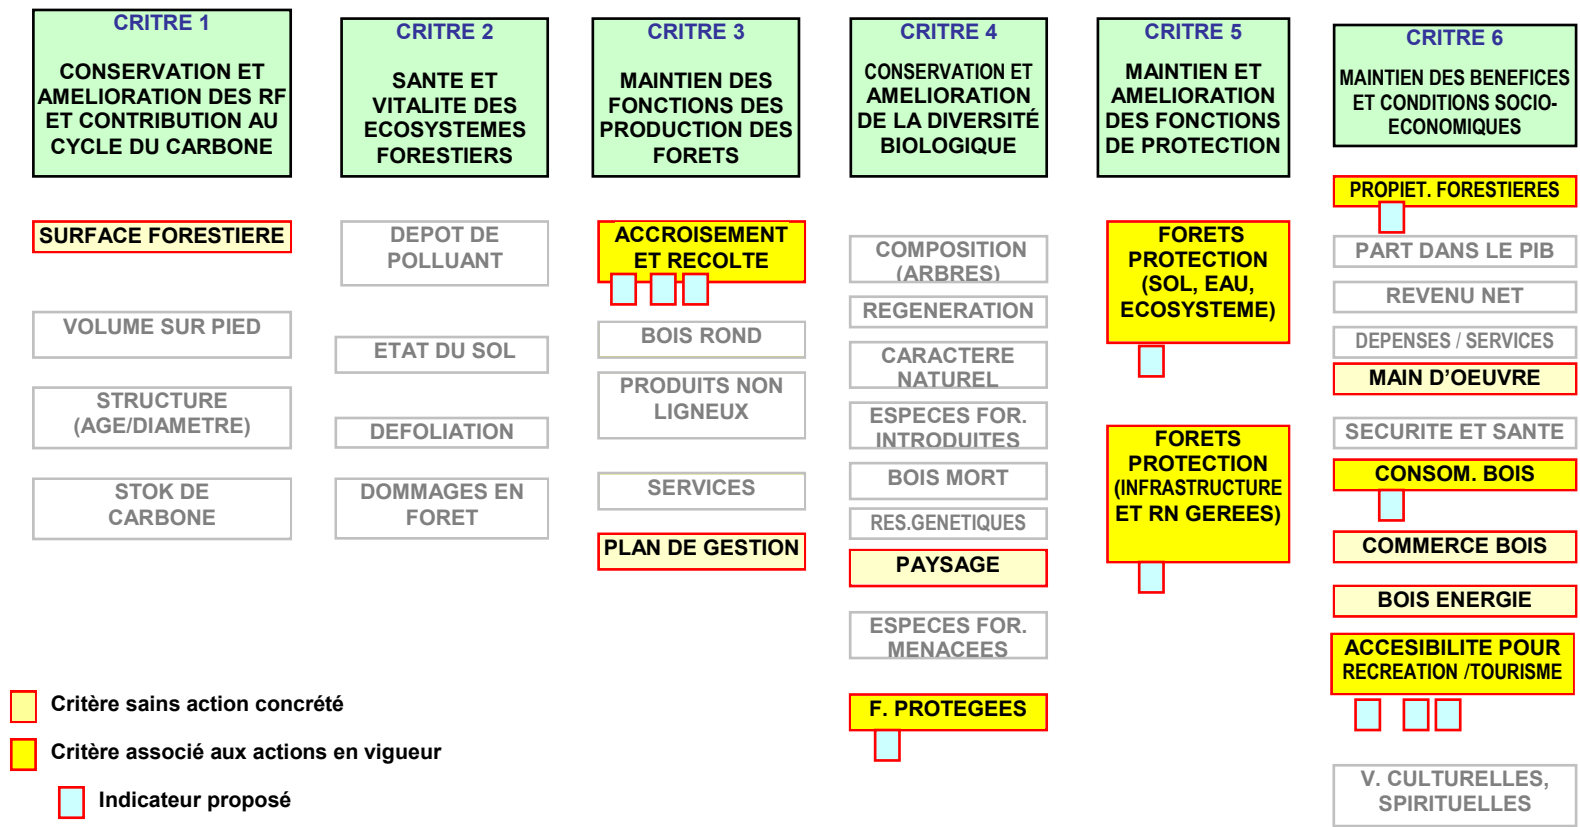 CRITRE 1
CONSERVATION ET
AMELIORATION DES RF
ET CONTRIBUTION AU
CYCLE DU CARBONE
SURFACE FORESTIERE
VOLUME SUR PIED
STRUCTURE
(AGE/DIAMETRE)
STOK DE
CARBONE
CRITRE 2
SANTE ET
VITALITE DES
ECOSYSTEMES
FORESTIERS
DEPOT DE
POLLUANT
ETAT DU SOL
DEFOLIATION
DOMMAGES EN
FORET
CRITRE 3
MAINTIEN DES
FONCTIONS DES
PRODUCTION DES
FORETS
ACCROISEMENT
ET RECOLTE
BOIS ROND
PRODUITS NON
LIGNEUX
SERVICES
PLAN DE GESTION
CRITRE 4
CONSERVATION ET
AMELIORATION
DE LA DIVERSITÉ
BIOLOGIQUE
COMPOSITION
(ARBRES)
REGENERATION
CARACTERE
NATUREL
ESPECES FOR.
INTRODUITES
BOIS MORT
RES.GENETIQUES
PAYSAGE
ESPECES FOR.
MENACEES
F. PROTEGEES
CRITRE 5
MAINTIEN ET
AMELIORATION
DES FONCTIONS
DE PROTECTION
FORETS
PROTECTION
(SOL, EAU,
ECOSYSTEME)
FORETS
PROTECTION
(INFRASTRUCTURE
ET RN GEREES)
CRITRE 6
MAINTIEN DES BENEFICES
ET CONDITIONS SOCIO-
ECONOMIQUES
PROPIET. FORESTIERES
PART DANS LE PIB
REVENU NET
DEPENSES / SERVICES
MAIN D’OEUVRE
SECURITE ET SANTE
CONSOM. BOIS
COMMERCE BOIS
BOIS ENERGIE
ACCESIBILITE POUR
RECREATION /TOURISME
V. CULTURELLES,
SPIRITUELLES
Critère sains action concrété
Critère associé aux actions en vigueur
Indicateur proposé